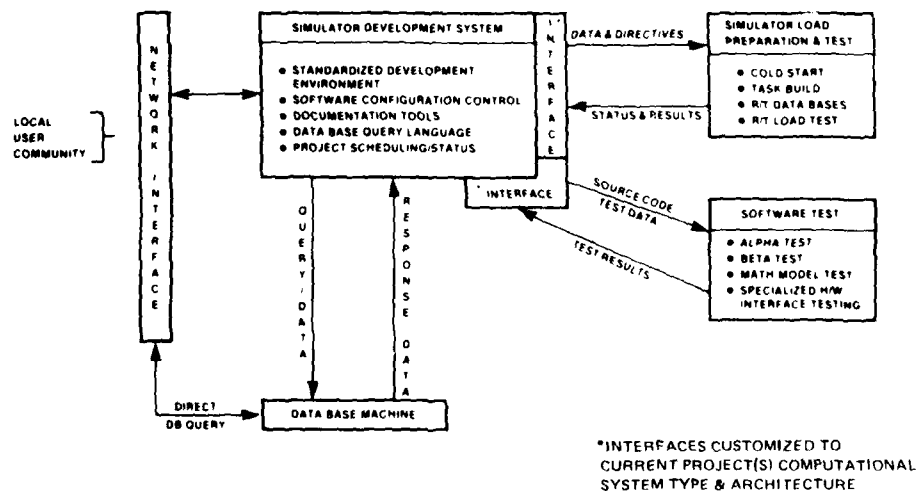 LOCAL
USER
COMMUNITY
NETWORK INTERFACE
SIMULATOR DEVELOPMENT SYSTEM
● STANDARDIZED DEVELOPMENT
ENVIRONMENT
● SOFTWARE CONFIGURATION CONTROL
● DOCUMENTATION TOOLS
● DATA BASE QUERY LANGUAGE
● PROJECT SCHEDULING/STATUS
*INTERFACE
*INTERFACE
DATA & DIRECTIVES
STATUS & RESULTS
SIMULATOR LOAD
PREPARATION & TEST
● COLD START
● TASK BUILD
● R/T DATA BASES
● R/T LOAD TEST
SOURCE CODE
TEST DATA
TEST RESULTS
SOFTWARE TEST
● ALPHA TEST
● BETA TEST
● MATH MODEL TEST
● SPECIALIZED H/W
INTERFACE TESTING
QUERY/DATA
RESPONSE DATA
DIRECT
DB QUERY
DATA BASE MACHINE
*INTERFACES CUSTOMIZED TO
CURRENT PROJECT(S) COMPUTATIONAL
SYSTEM TYPE & ARCHITECTURE